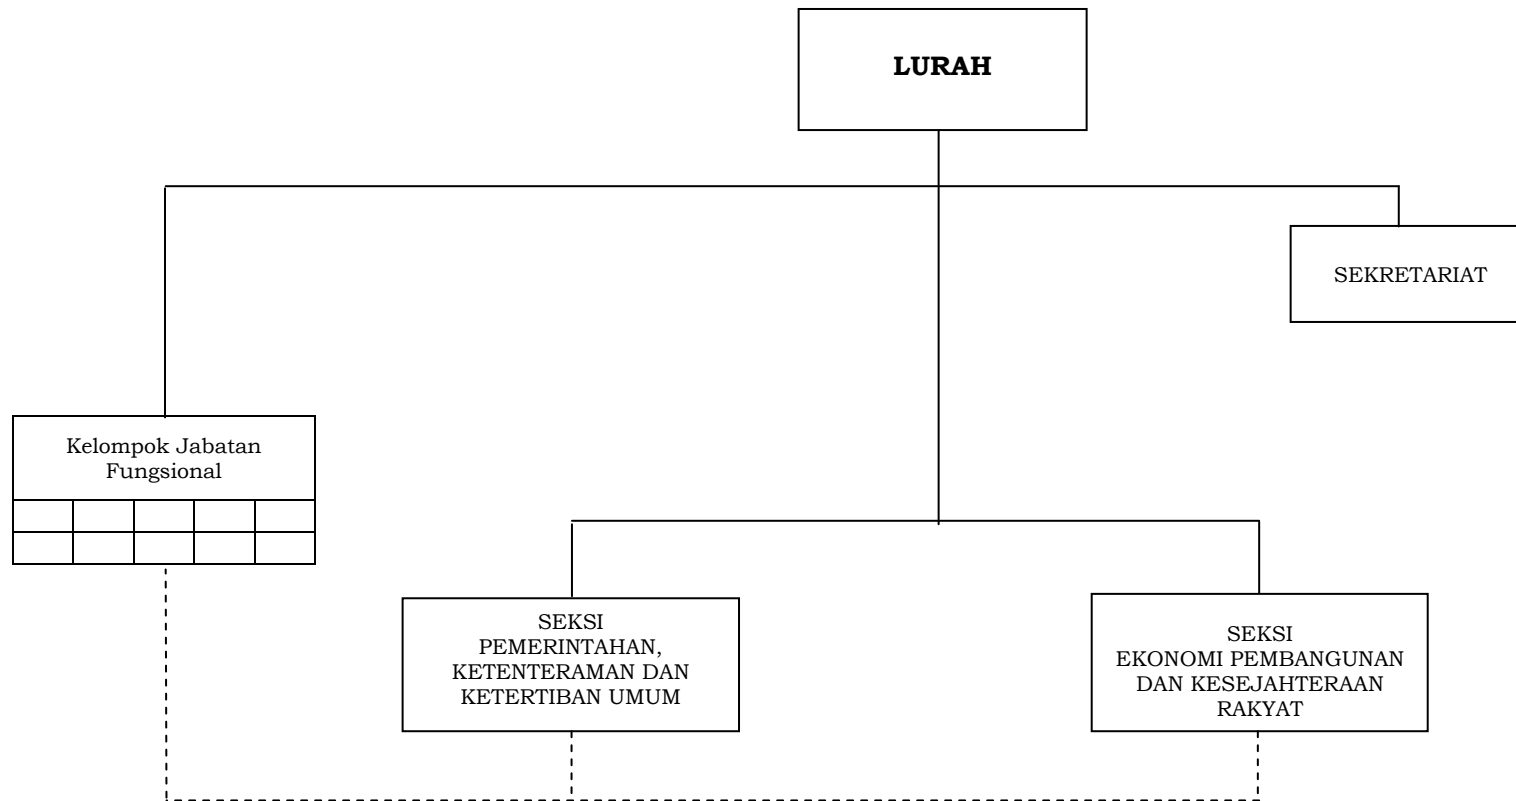 LURAH
SEKRETARIAT
Kelompok Jabatan
Fungsional
SEKSI
PEMERINTAHAN,
KETENTERAMAN DAN
KETERTIBAN UMUM
SEKSI
EKONOMI PEMBANGUNAN
DAN KESEJAHTERAAN
RAKYAT